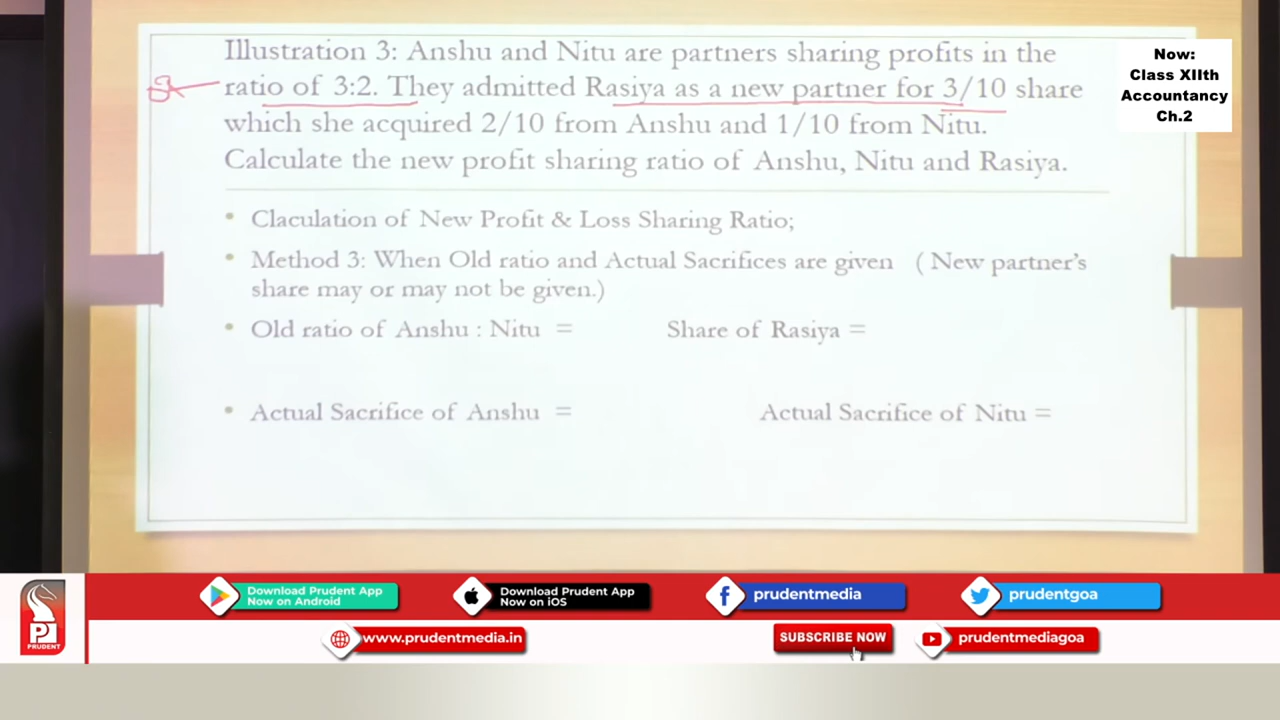 Illustration 3: Anshu and Nitu are partners sharing profits in the
ratio of 3:2. They admitted Rasiya as a new partner for 3/10 share
which she acquired 2/10 from Anshu and 1/10 from Nitu.
Calculate the new profit sharing ratio of Anshu, Nitu and Rasiya.
Now:
Class XIIth
Accountancy
Ch.2
• Claculation of New Profit & Loss Sharing Ratio;
• Method 3: When Old ratio and Actual Sacrifices are given ( New partner's
share may or may not be given.)
• Old ratio of Anshu : Nitu = Share of Rasiya =
• Actual Sacrifice of Anshu = Actual Sacrifice of Nitu =
Download Prudent App
Now on Android
Download Prudent App
Now on iOS
prudentmedia
prudentgoa
PRUDENT
www.prudentmedia.in
SUBSCRIBE NOW
prudentmediagoa